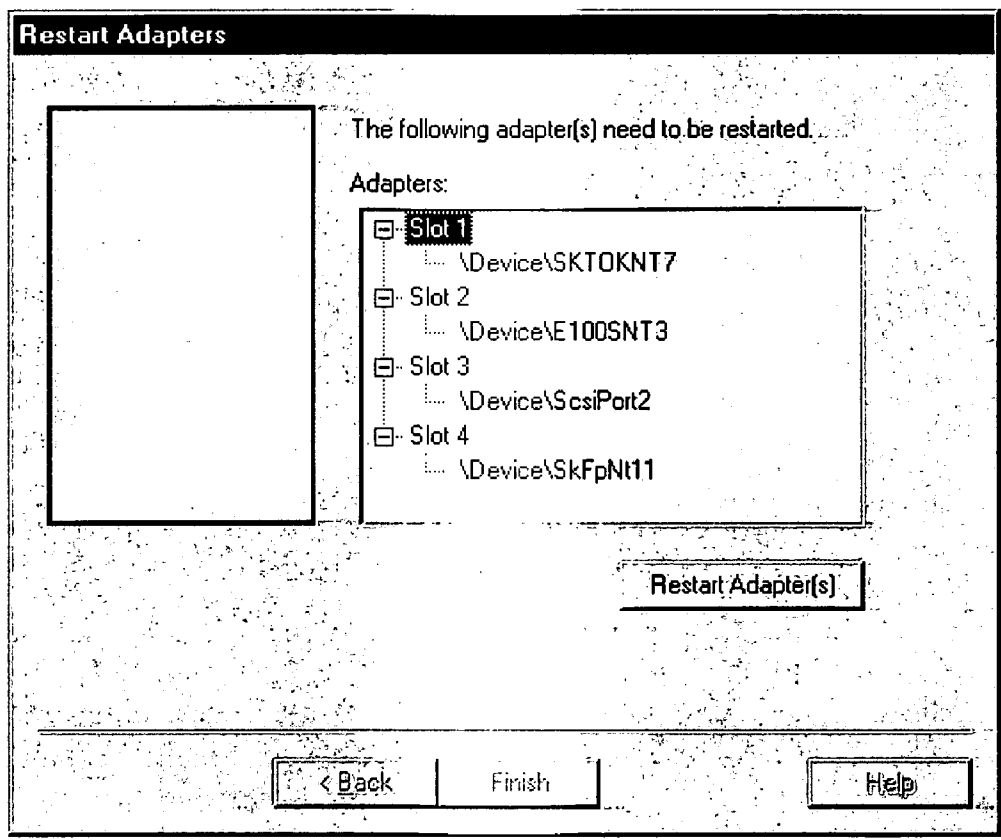 Restart Adapters
The following adapter(s) need to be restarted.
Adapters:
Slot 1
\Device\SKTOKNT7
Slot 2
\Device\E100SNT3
Slot 3
\Device\ScsiPort2
Slot 4
\Device\SkFpNt11
Restart Adapter(s)
< Back
Finish
Help